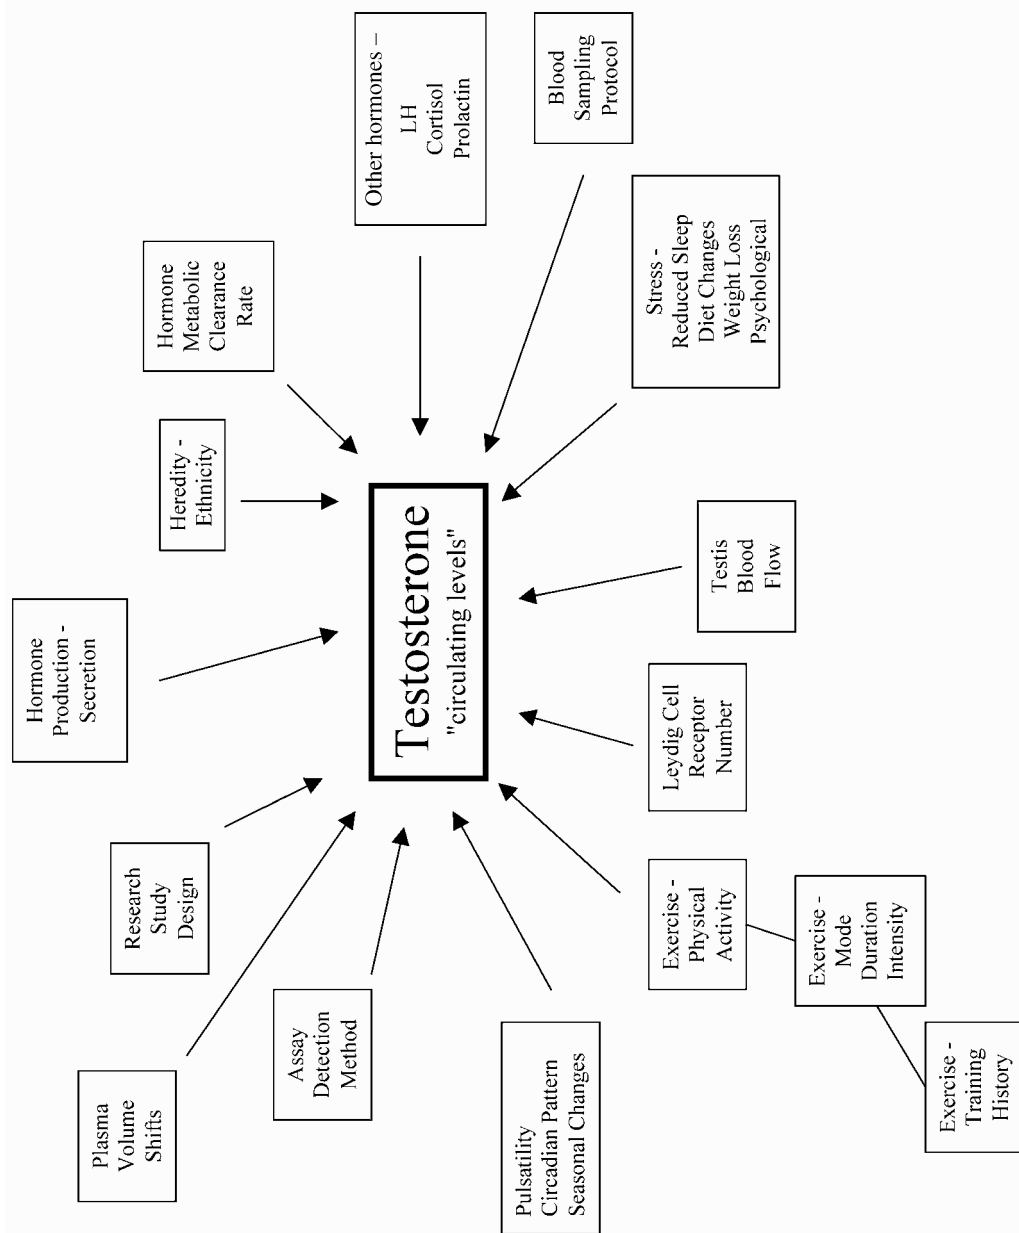 Plasma
Volume
Shifts
Research
Study
Design
Hormone
Production -
Secretion
Heredity -
Ethnicity
Hormone
Metabolic
Clearance
Rate
Other hormones –
LH
Cortisol
Prolactin
Assay
Detection
Method
Testosterone
"circulating levels"
Blood
Sampling
Protocol
Pulsatility
Circadian Pattern
Seasonal Changes
Exercise -
Physical
Activity
Leydig Cell
Receptor
Number
Testis
Blood
Flow
Stress -
Reduced Sleep
Diet Changes
Weight Loss
Psychological
Exercise -
Mode
Duration
Intensity
Exercise -
Training
History